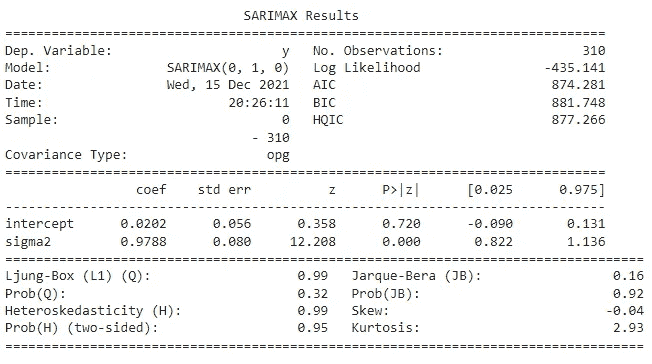 SARIMAX Results
==============================================================================
Dep. Variable: y No. Observations: 310
Model: SARIMAX(0, 1, 0) Log Likelihood -435.141
Date: Wed, 15 Dec 2021 AIC 874.281
Time: 20:26:11 BIC 881.748
Sample: 0 HQIC 877.266
- 310
Covariance Type: opg
==============================================================================
coef std err z P>|z| [0.025 0.975]
------------------------------------------------------------------------------
intercept 0.0202 0.056 0.358 0.720 -0.090 0.131
sigma2 0.9788 0.080 12.208 0.000 0.822 1.136
===================================================================================
Ljung-Box (L1) (Q): 0.99 Jarque-Bera (JB): 0.16
Prob(Q): 0.32 Prob(JB): 0.92
Heteroskedasticity (H): 0.99 Skew: -0.04
Prob(H) (two-sided): 0.95 Kurtosis: 2.93
===================================================================================